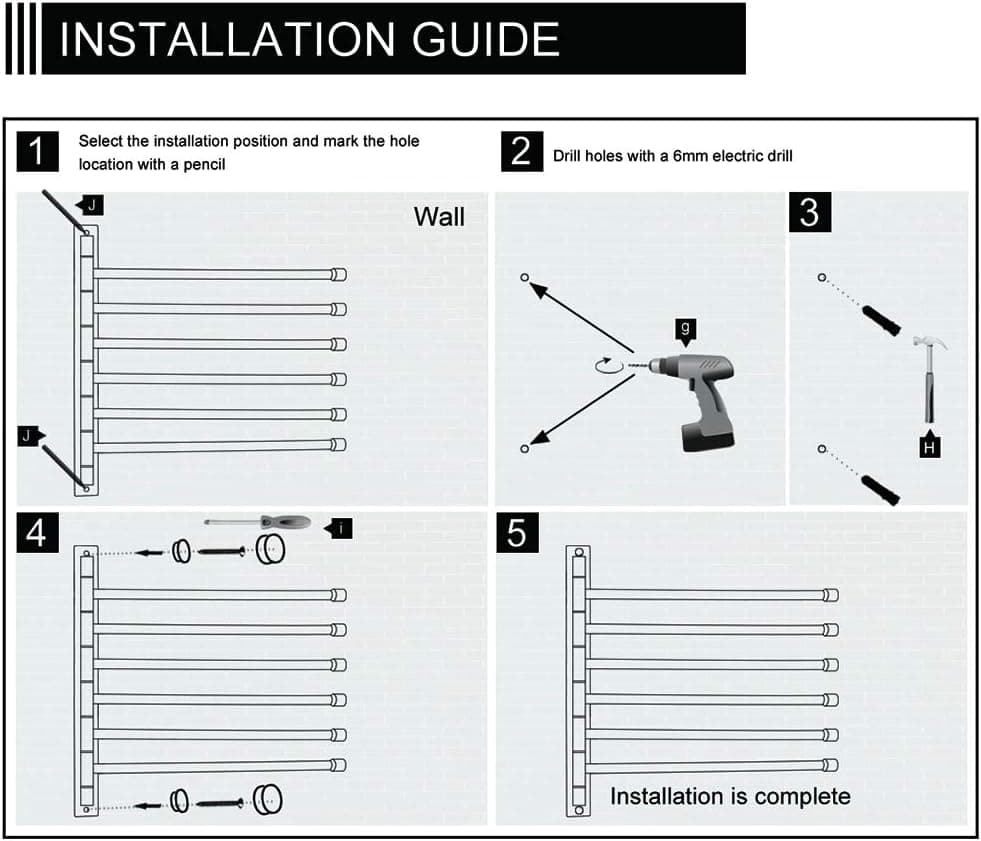 INSTALLATION GUIDE
1
Select the installation position and mark the hole
location with a pencil
2
Drill holes with a 6mm electric drill
J
Wall
J
g
3
H
4
i
5
Installation is complete